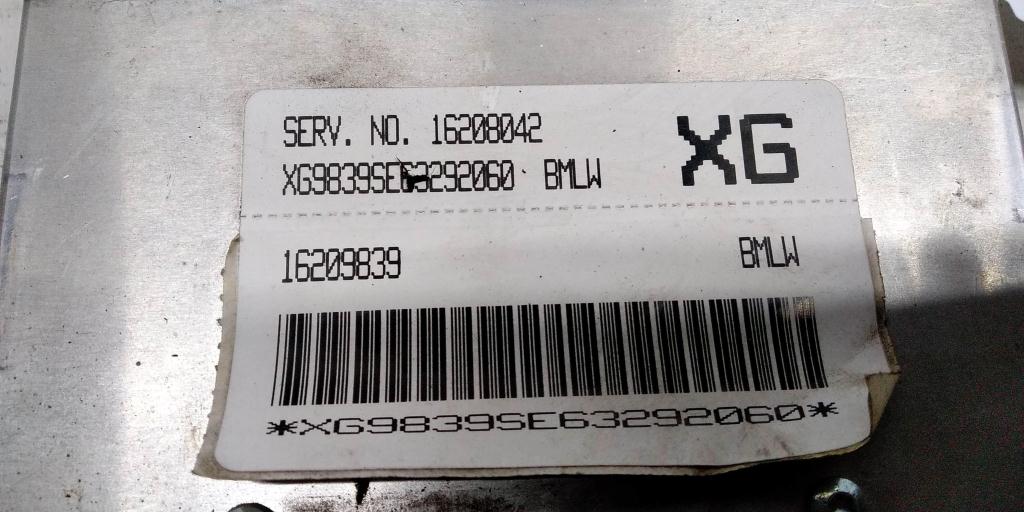 SERV. NO. 16208042
XG
XG9839SE63292060 BMLW
16209839 BMLW
*XG9839SE63292060*